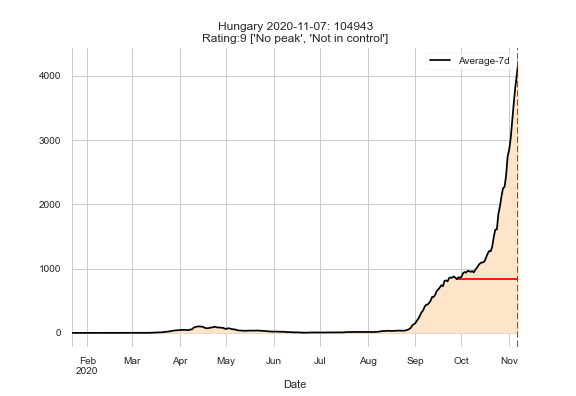 Hungary 2020-11-07: 104943
Rating:9 ['No peak', 'Not in control']
Average-7d
4000
3000
2000
1000
0
Feb Mar Apr May Jun Jul Aug Sep Oct Nov
2020
Date